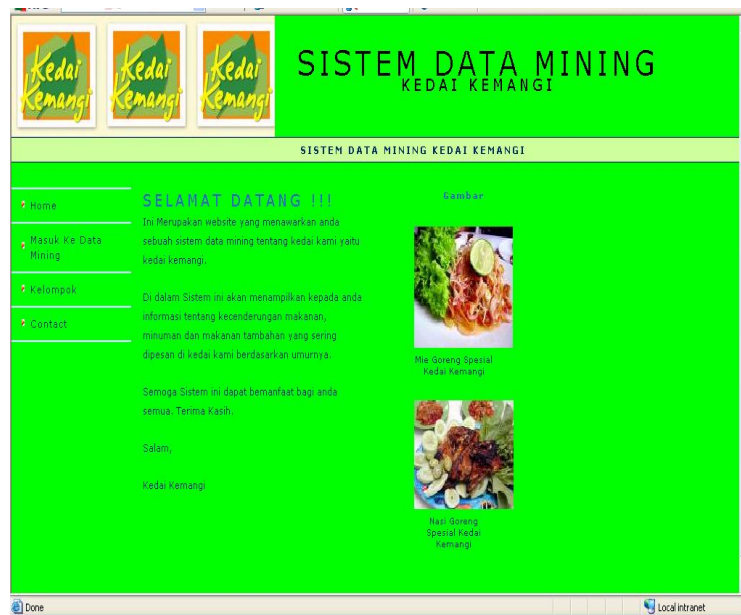 Kedai Kemangi
Kedai Kemangi
Kedai Kemangi
SISTEM DATA MINING
KEDAI KEMANGI
SISTEM DATA MINING KEDAI KEMANGI
Home
Masuk Ke Data
Mining
Kelompok
Contact
SELAMAT DATANG !!!
Ini Merupakan website yang menawarkan anda
sebuah sistem data mining tentang kedai kami yaitu
kedai kemangi.
Di dalam Sistem ini akan menampilkan kepada anda
informasi tentang kecenderungan makanan,
minuman dan makanan tambahan yang sering
dipesan di kedai kami berdasarkan umurnya.
Semoga Sistem ini dapat bemanfaat bagi anda
semua. Terima Kasih.
Salam,
Kedai Kemangi
Gambar
Mie Goreng Spesial
Kedai Kemangi
Nasi Goreng
Spesial Kedai
Kemangi
Done
Local intranet